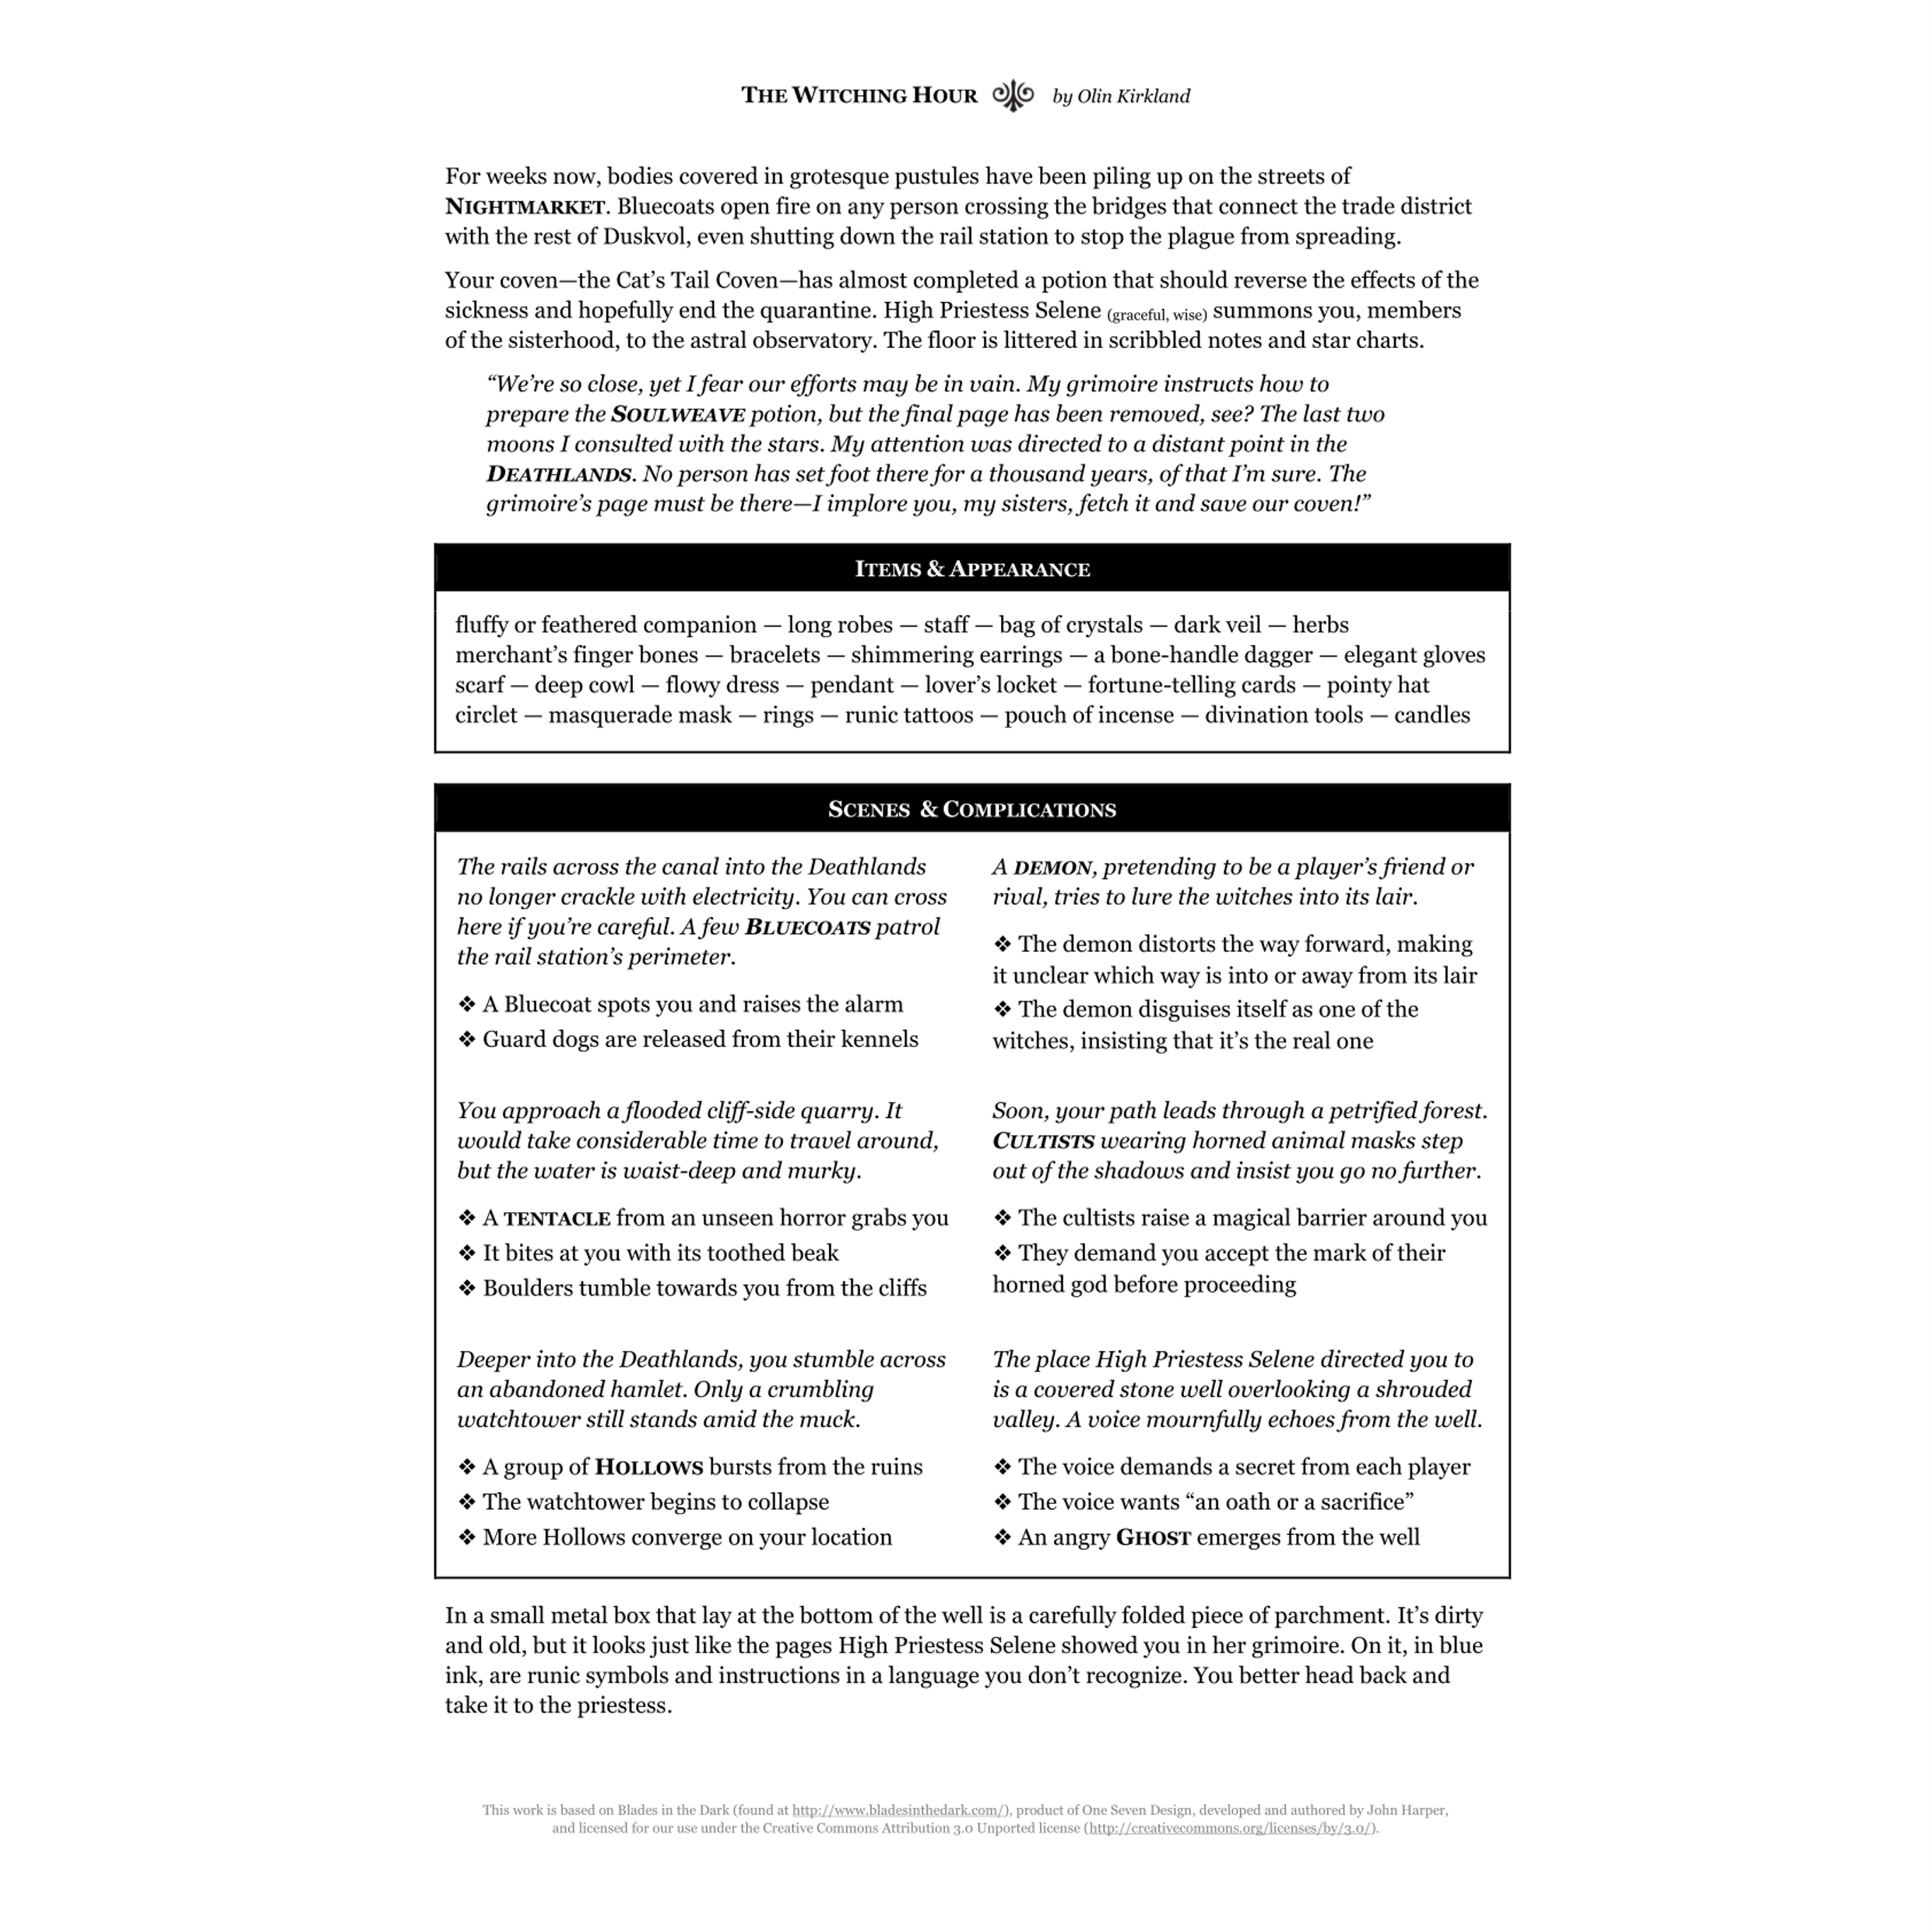 THE WITCHING HOUR by Olin Kirkland
For weeks now, bodies covered in grotesque pustules have been piling up on the streets of
NIGHTMARKET. Bluecoats open fire on any person crossing the bridges that connect the trade district
with the rest of Duskvol, even shutting down the rail station to stop the plague from spreading.
Your coven—the Cat’s Tail Coven—has almost completed a potion that should reverse the effects of the
sickness and hopefully end the quarantine. High Priestess Selene (graceful, wise) summons you, members
of the sisterhood, to the astral observatory. The floor is littered in scribbled notes and star charts.
“We’re so close, yet I fear our efforts may be in vain. My grimoire instructs how to
prepare the SOULWEAVE potion, but the final page has been removed, see? The last two
moons I consulted with the stars. My attention was directed to a distant point in the
DEATHLANDS. No person has set foot there for a thousand years, of that I’m sure. The
grimoire’s page must be there—I implore you, my sisters, fetch it and save our coven!”
ITEMS & APPEARANCE
fluffy or feathered companion — long robes — staff — bag of crystals — dark veil — herbs
merchant’s finger bones — bracelets — shimmering earrings — a bone-handle dagger — elegant gloves
scarf — deep cowl — flowy dress — pendant — lover’s locket — fortune-telling cards — pointy hat
circlet — masquerade mask — rings — runic tattoos — pouch of incense — divination tools — candles
SCENES & COMPLICATIONS
The rails across the canal into the Deathlands
no longer crackle with electricity. You can cross
here if you’re careful. A few BLUECOATS patrol
the rail station’s perimeter.
❖ A Bluecoat spots you and raises the alarm
❖ Guard dogs are released from their kennels
A DEMON, pretending to be a player’s friend or
rival, tries to lure the witches into its lair.
❖ The demon distorts the way forward, making
it unclear which way is into or away from its lair
❖ The demon disguises itself as one of the
witches, insisting that it’s the real one
You approach a flooded cliff-side quarry. It
would take considerable time to travel around,
but the water is waist-deep and murky.
❖ A TENTACLE from an unseen horror grabs you
❖ It bites at you with its toothed beak
❖ Boulders tumble towards you from the cliffs
Soon, your path leads through a petrified forest.
CULTISTS wearing horned animal masks step
out of the shadows and insist you go no further.
❖ The cultists raise a magical barrier around you
❖ They demand you accept the mark of their
horned god before proceeding
Deeper into the Deathlands, you stumble across
an abandoned hamlet. Only a crumbling
watchtower still stands amid the muck.
❖ A group of HOLLOWS bursts from the ruins
❖ The watchtower begins to collapse
❖ More Hollows converge on your location
The place High Priestess Selene directed you to
is a covered stone well overlooking a shrouded
valley. A voice mournfully echoes from the well.
❖ The voice demands a secret from each player
❖ The voice wants “an oath or a sacrifice”
❖ An angry GHOST emerges from the well
In a small metal box that lay at the bottom of the well is a carefully folded piece of parchment. It’s dirty
and old, but it looks just like the pages High Priestess Selene showed you in her grimoire. On it, in blue
ink, are runic symbols and instructions in a language you don’t recognize. You better head back and
take it to the priestess.
This work is based on Blades in the Dark (found at http://www.bladesinthedark.com/), product of One Seven Design, developed and authored by John Harper,
and licensed for our use under the Creative Commons Attribution 3.0 Unported license (http://creativecommons.org/licenses/by/3.0/).